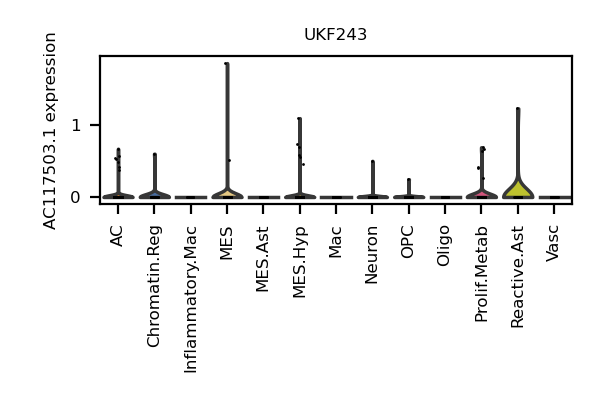 UKF243
AC117503.1 expression
1
0
AC
Chromatin.Reg
Inflammatory.Mac
MES
MES.Ast
MES.Hyp
Mac
Neuron
OPC
Oligo
Prolif.Metab
Reactive.Ast
Vasc